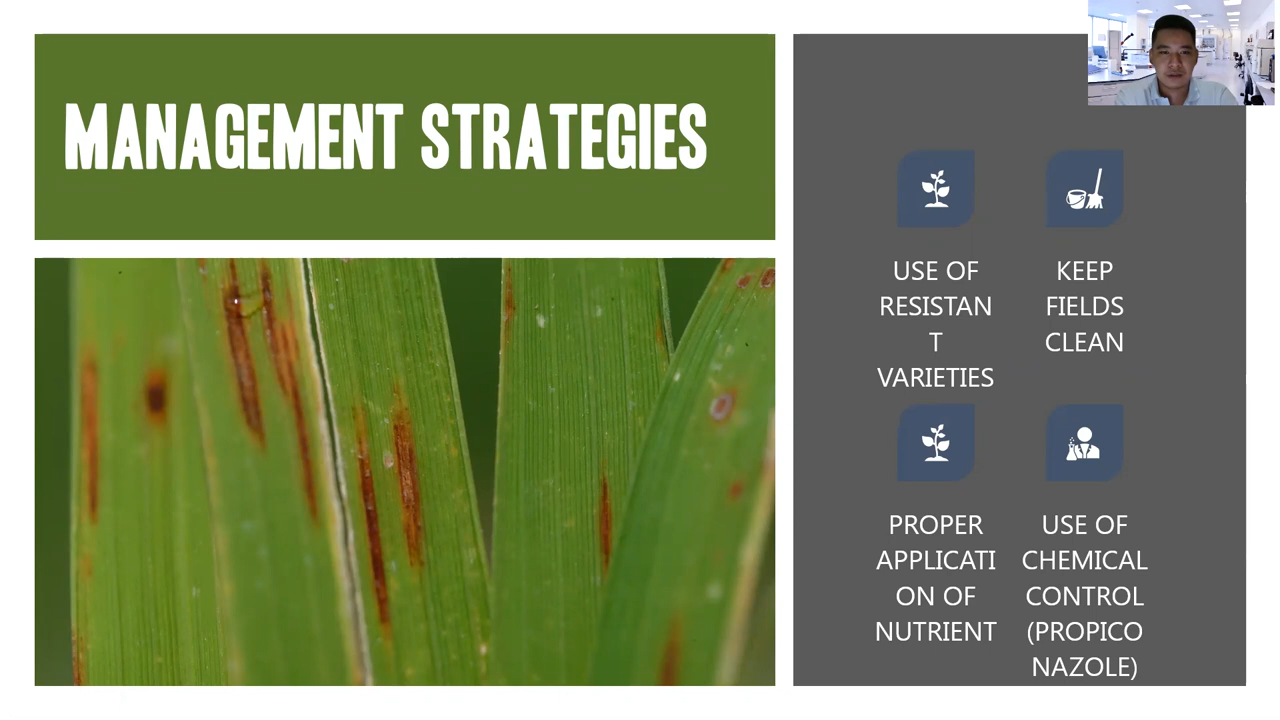 MANAGEMENT STRATEGIES
USE OF
RESISTAN
T
VARIETIES
KEEP
FIELDS
CLEAN
PROPER
APPLICATI
ON OF
NUTRIENT
USE OF
CHEMICAL
CONTROL
(PROPICO
NAZOLE)